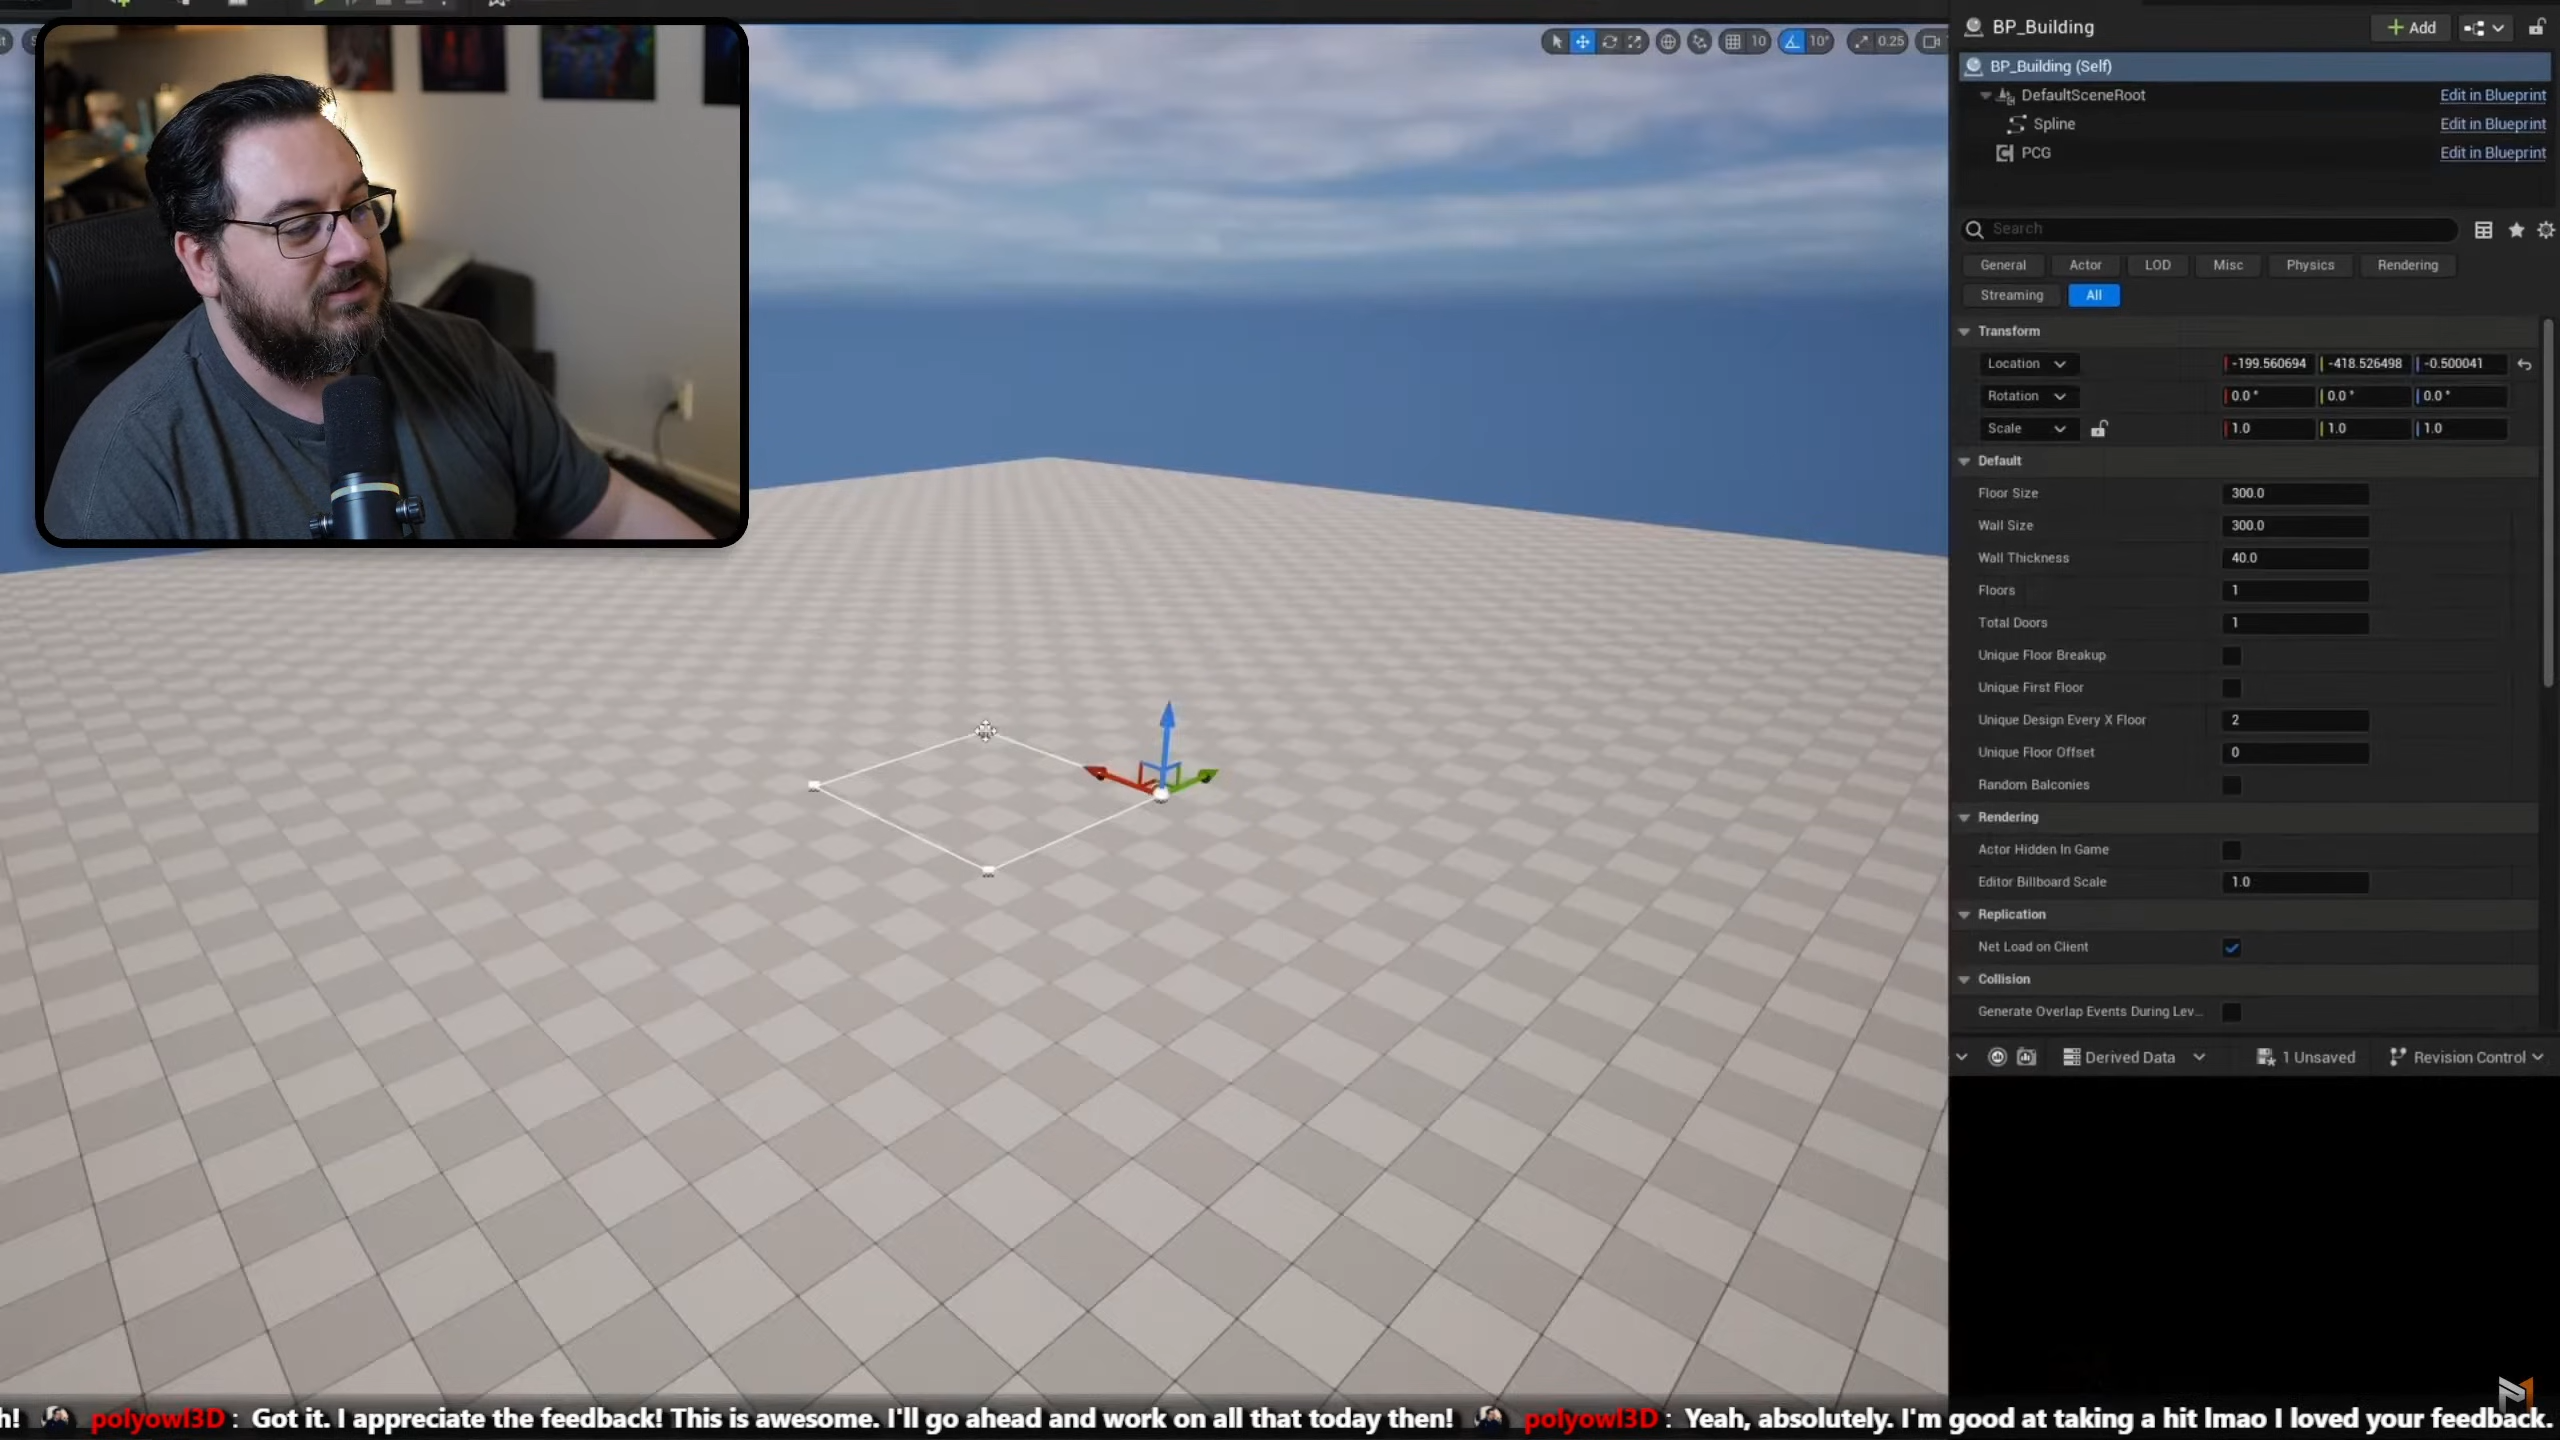 10
10°
0.25
BP_Building
Add
BP_Building (Self)
DefaultSceneRoot
Edit in Blueprint
Spline
Edit in Blueprint
PCG
Edit in Blueprint
Search
General
Actor
LOD
Misc
Physics
Rendering
Streaming
All
Transform
Location
-199.560694
-418.526498
-0.500041
Rotation
0.0 °
0.0 °
0.0 °
Scale
1.0
1.0
1.0
Default
Floor Size
300.0
Wall Size
300.0
Wall Thickness
40.0
Floors
1
Total Doors
1
Unique Floor Breakup
Unique First Floor
Unique Design Every X Floor
2
Unique Floor Offset
0
Random Balconies
Rendering
Actor Hidden In Game
Editor Billboard Scale
1.0
Replication
Net Load on Client
Collision
Generate Overlap Events During Lev...
Derived Data
1 Unsaved
Revision Control
h! polyowl3D : Got it. I appreciate the feedback! This is awesome. I'll go ahead and work on all that today then! polyowl3D : Yeah, absolutely. I'm good at taking a hit lmao I loved your feedback.